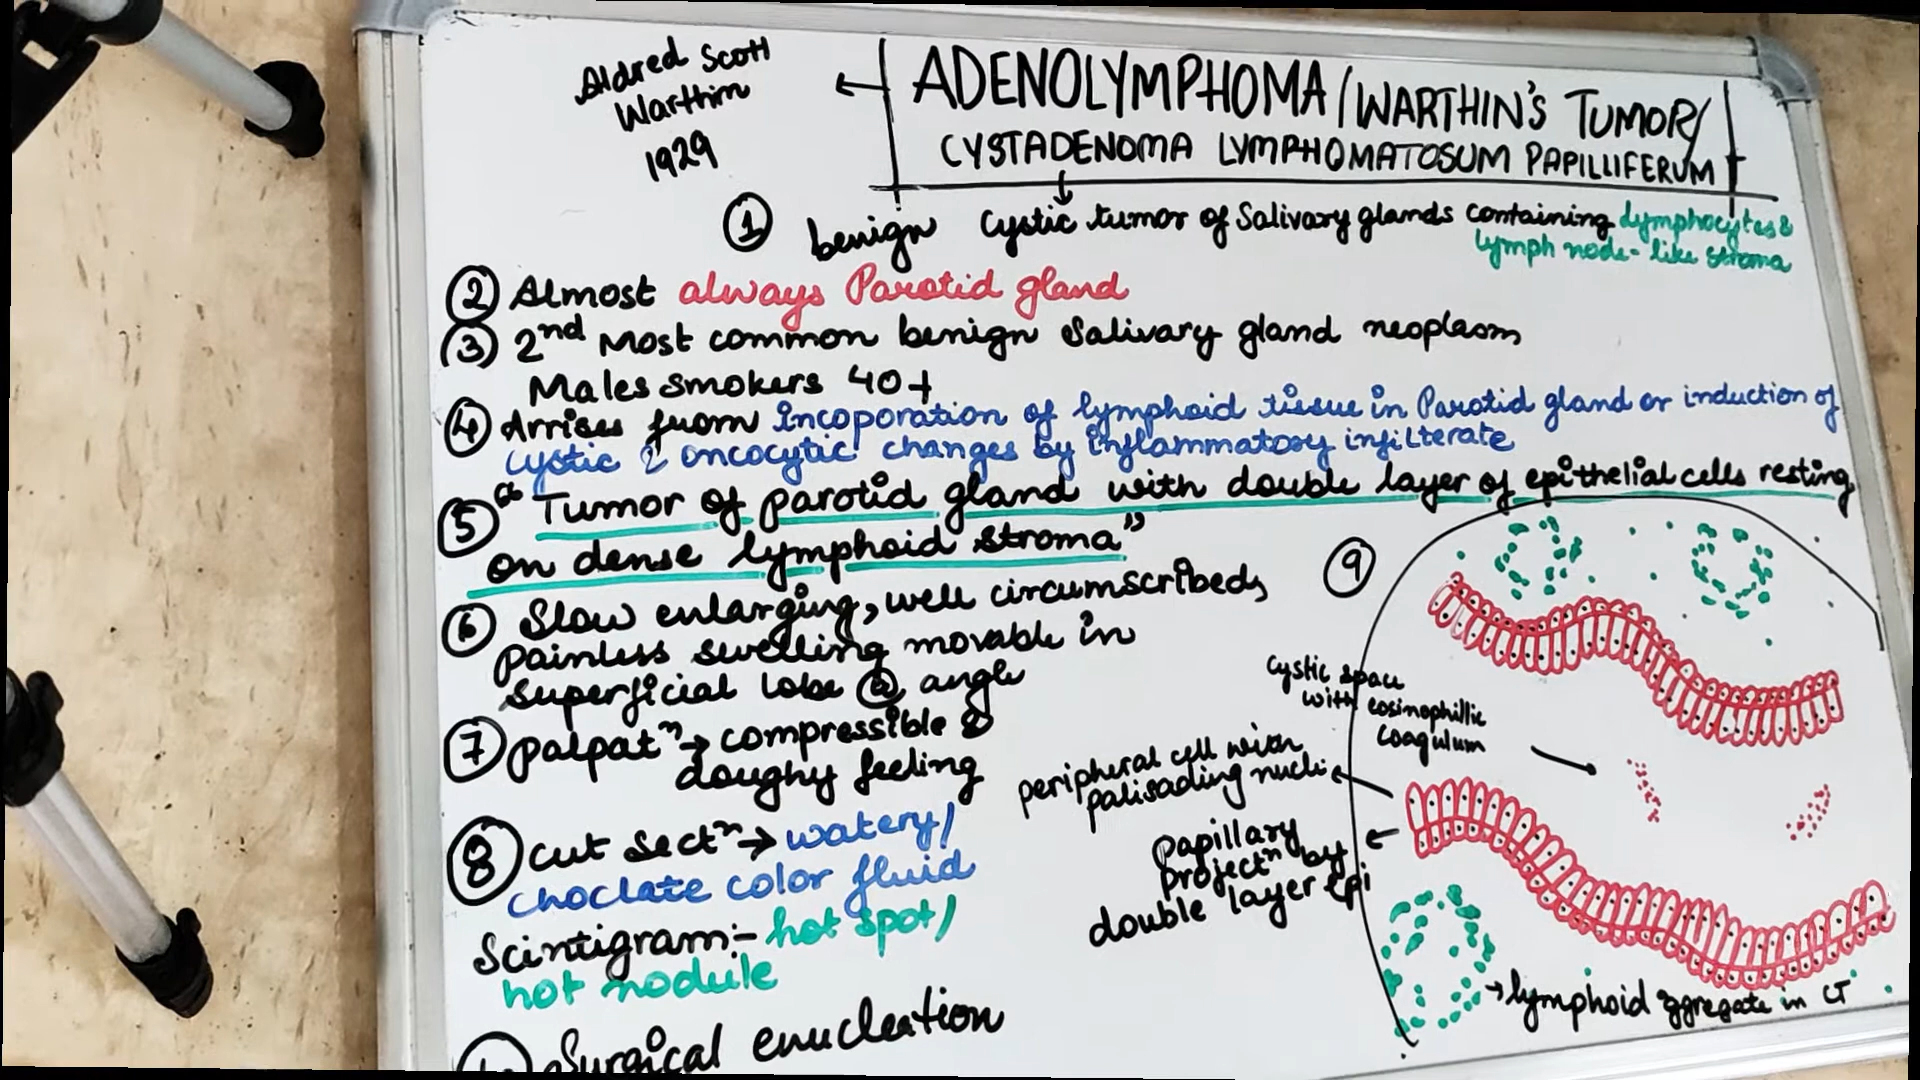 Aldred Scott
Warthin
1929
ADENOLYMPHOMA/WARTHIN'S TUMOR/
CYSTADENOMA LYMPHOMATOSUM PAPILLIFERUM
① benign Cystic tumor of Salivary glands containing lymphocytes &
lymph node-like stroma
② Almost always Parotid gland
③ 2nd Most common benign Salivary gland neoplasm
Males smokers 40+
④ Arrises from incoporation of lymphoid tissue in Parotid gland or induction of
cystic & oncocytic changes by inflammatory infilterate
⑤ "Tumor of parotid gland with double layer of epithelial cells resting
on dense lymphoid stroma"
⑥ Slow enlarging, well circumscribed,
painless swelling movable in
superficial lobe @ angle
⑦ palpatⁿ → compressible &
doughy feeling
⑧ cut sectⁿ → watery/
choclate color fluid
Scintigram:- hot spot/
hot nodule
Surgical enucleation
⑨
cystic space
with eosinophillic
coagulum
peripheral cell with
palisading nucli
Papillary
projectⁿ by
double layer epi
→ lymphoid aggregate in CT